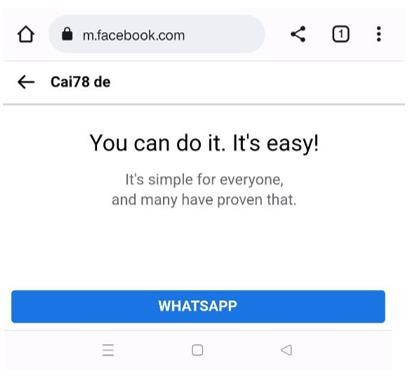 m.facebook.com
1
Cai78 de
You can do it. It's easy!
It's simple for everyone,
and many have proven that.
WHATSAPP